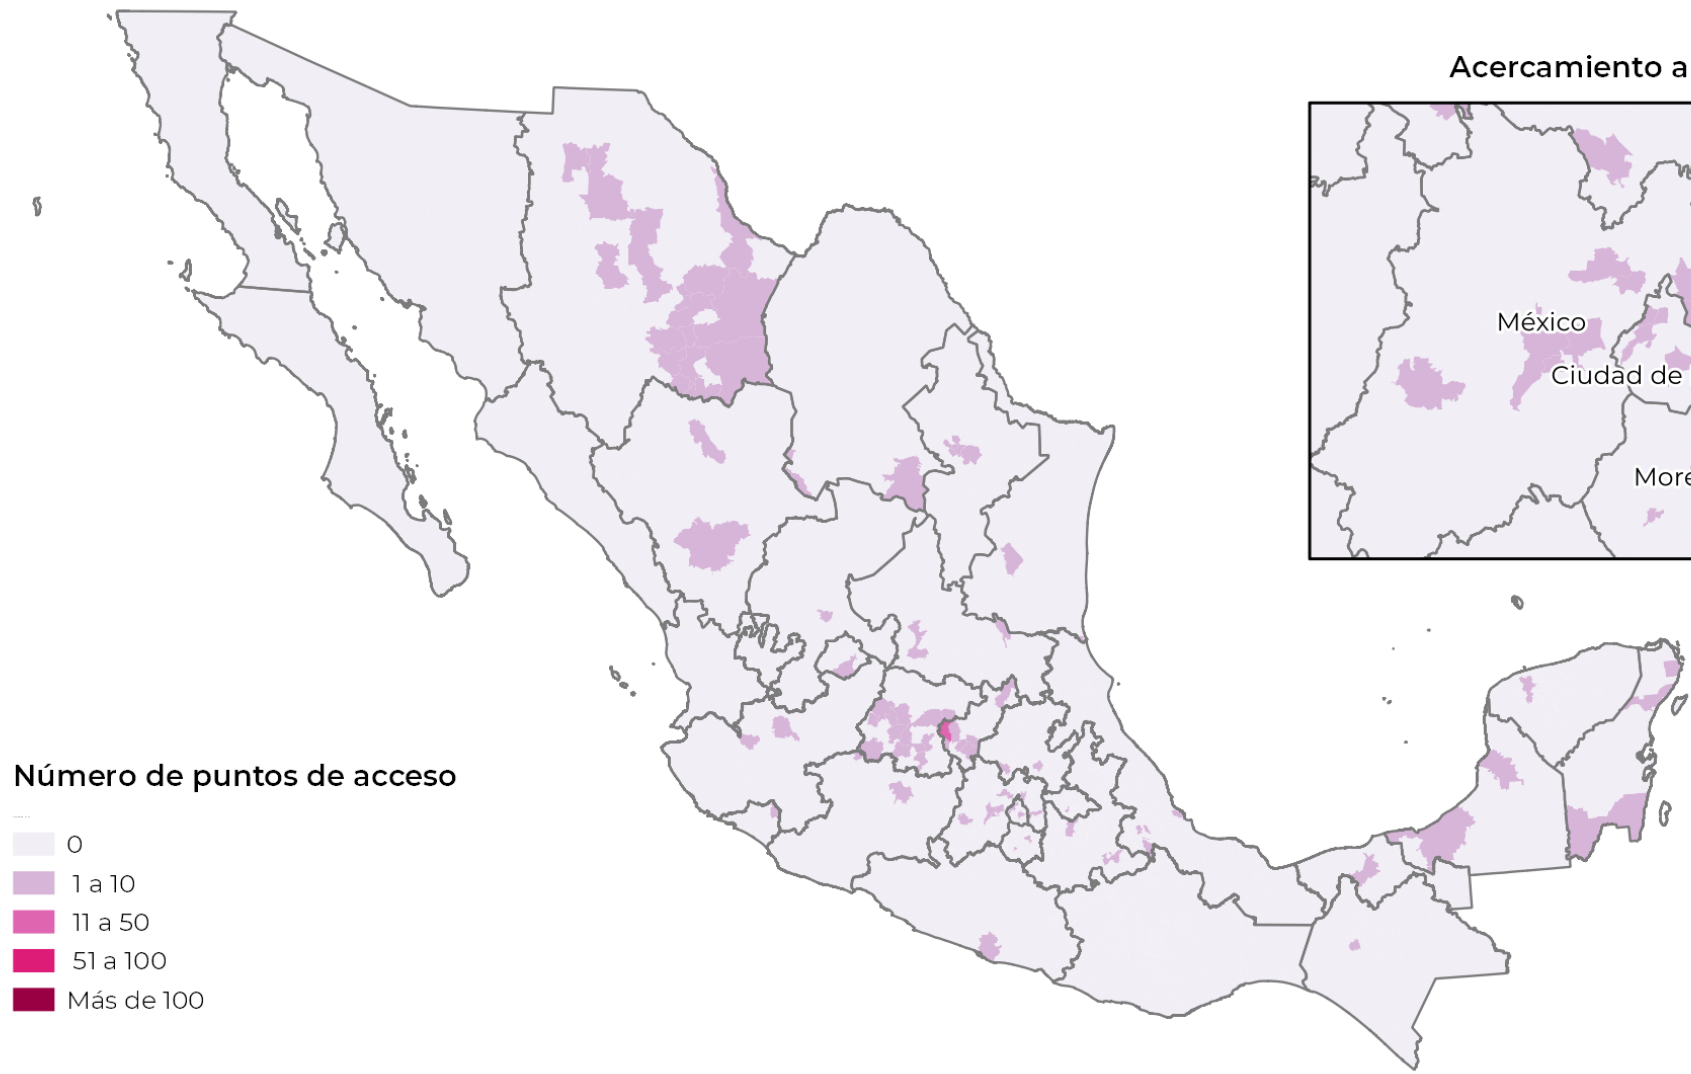 Acercamiento a
México
Ciudad de
More
Número de puntos de acceso
0
1 a 10
11 a 50
51 a 100
Más de 100